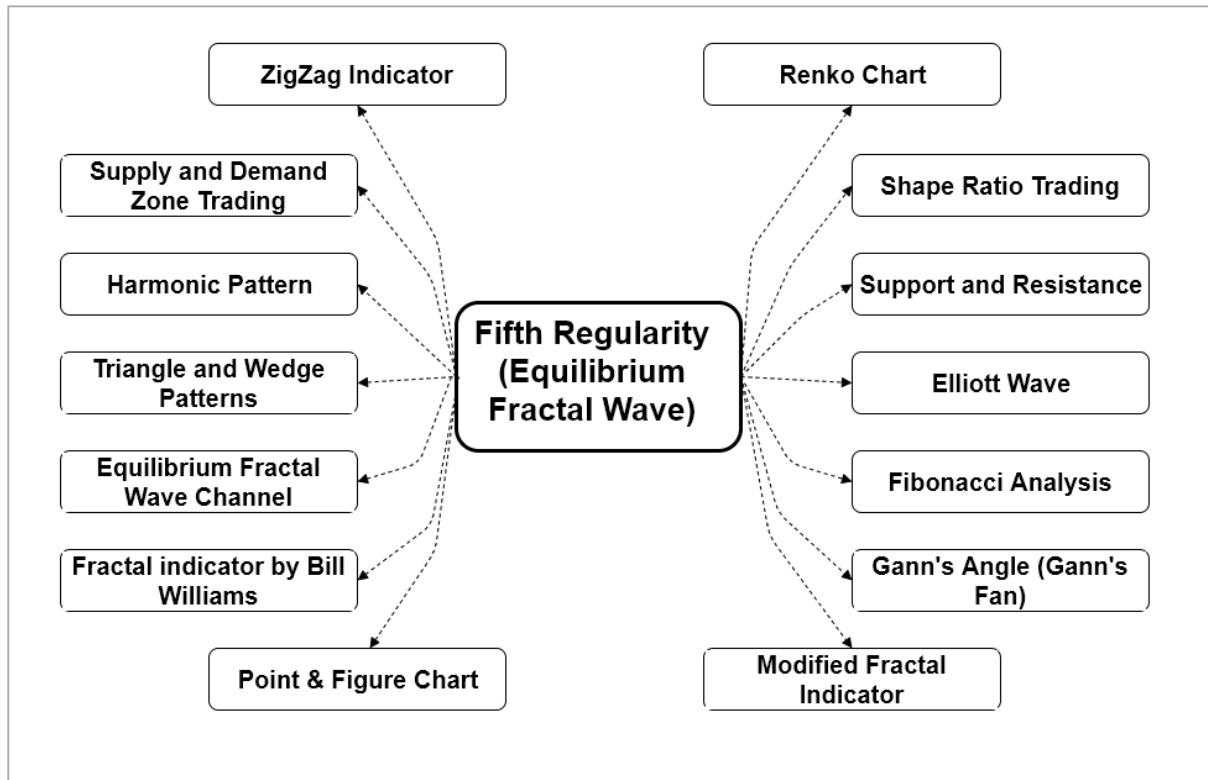 ZigZag Indicator
Renko Chart
Supply and Demand
Zone Trading
Shape Ratio Trading
Harmonic Pattern
Support and Resistance
Fifth Regularity
(Equilibrium
Fractal Wave)
Triangle and Wedge
Patterns
Elliott Wave
Equilibrium Fractal
Wave Channel
Fibonacci Analysis
Fractal indicator by Bill
Williams
Gann's Angle (Gann's
Fan)
Point & Figure Chart
Modified Fractal
Indicator